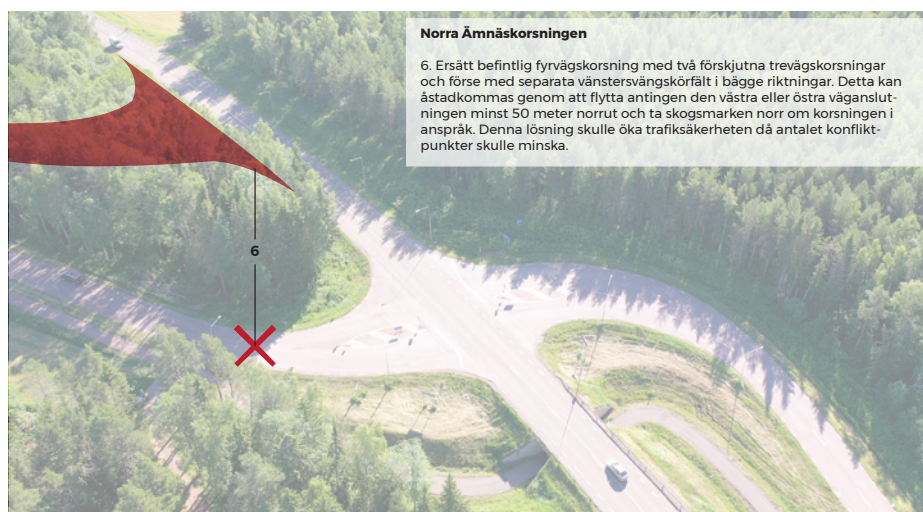 Norra Ämnäskorsningen
6. Ersätt befintlig fyrvägskorsning med två förskjutna trevägskorsningar
och förse med separata vänstersvängskörfält i bägge riktningar. Detta kan
åstadkommas genom att flytta antingen den västra eller östra väganslut-
ningen minst 50 meter norrut och ta skogsmarken norr om korsningen i
anspråk. Denna lösning skulle öka trafiksäkerheten då antalet konflikt-
punkter skulle minska.
6